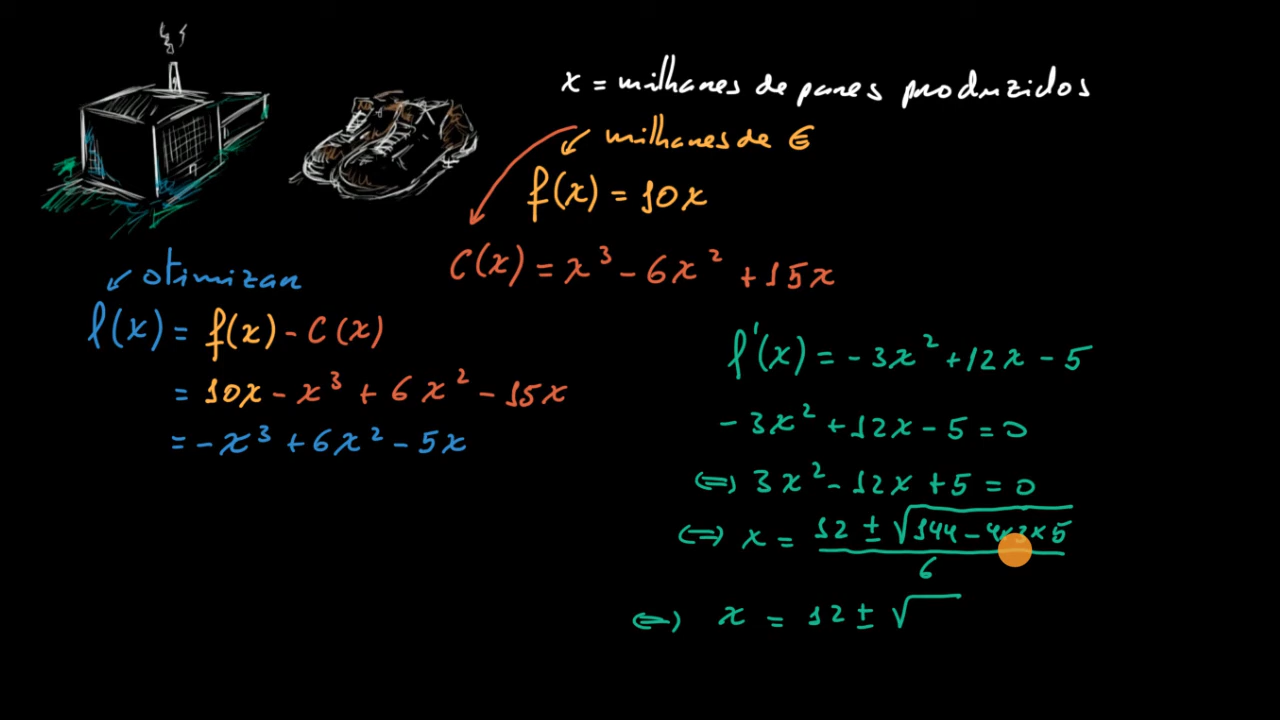 x = milhares de pares produzidos
milhares de €
f(x) = 10x
C(x) = x³ - 6x² + 15x
otimizar
l(x) = f(x) - C(x)
= 10x - x³ + 6x² - 15x
= -x³ + 6x² - 5x
l'(x) = -3x² + 12x - 5
-3x² + 12x - 5 = 0
⇔ 3x² - 12x + 5 = 0
⇔ x = (12 ± √(144 - 4×3×5))/6
⇔ x = 12 ± √